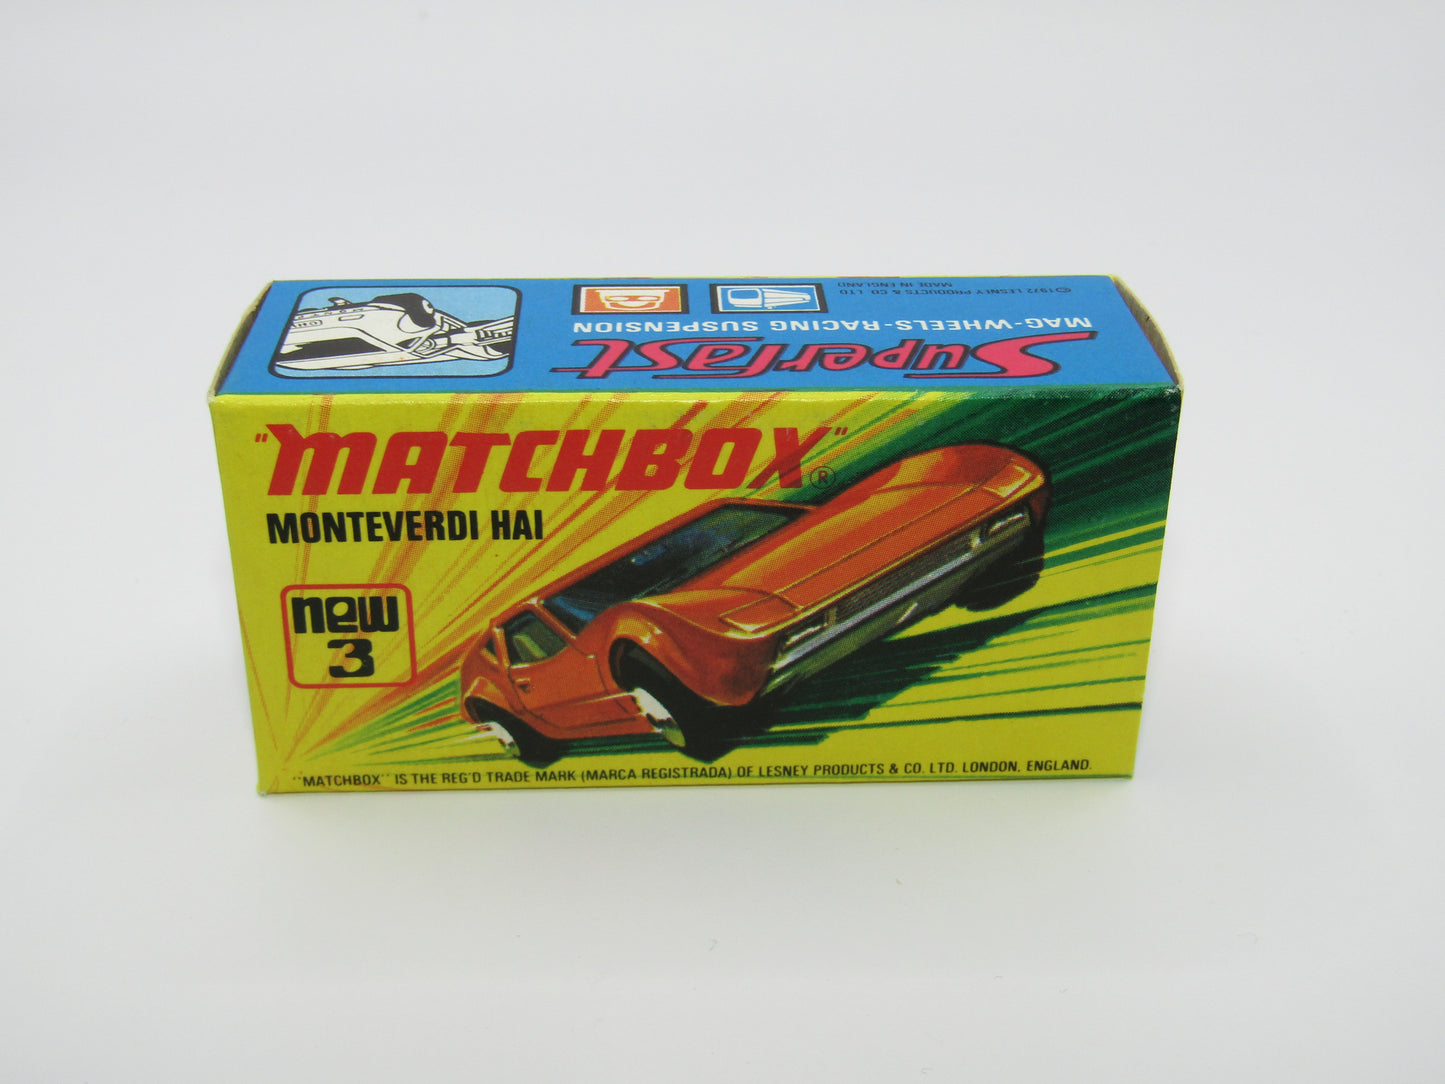 ©1972 LESNEY PRODUCTS & CO LTD
MADE IN ENGLAND
MAG-WHEELS-RACING SUSPENSION
Superfast
"MATCHBOX"®
MONTEVERDI HAI
new
3
"MATCHBOX" IS THE REG'D TRADE MARK (MARCA REGISTRADA) OF LESNEY PRODUCTS & CO. LTD. LONDON, ENGLAND.